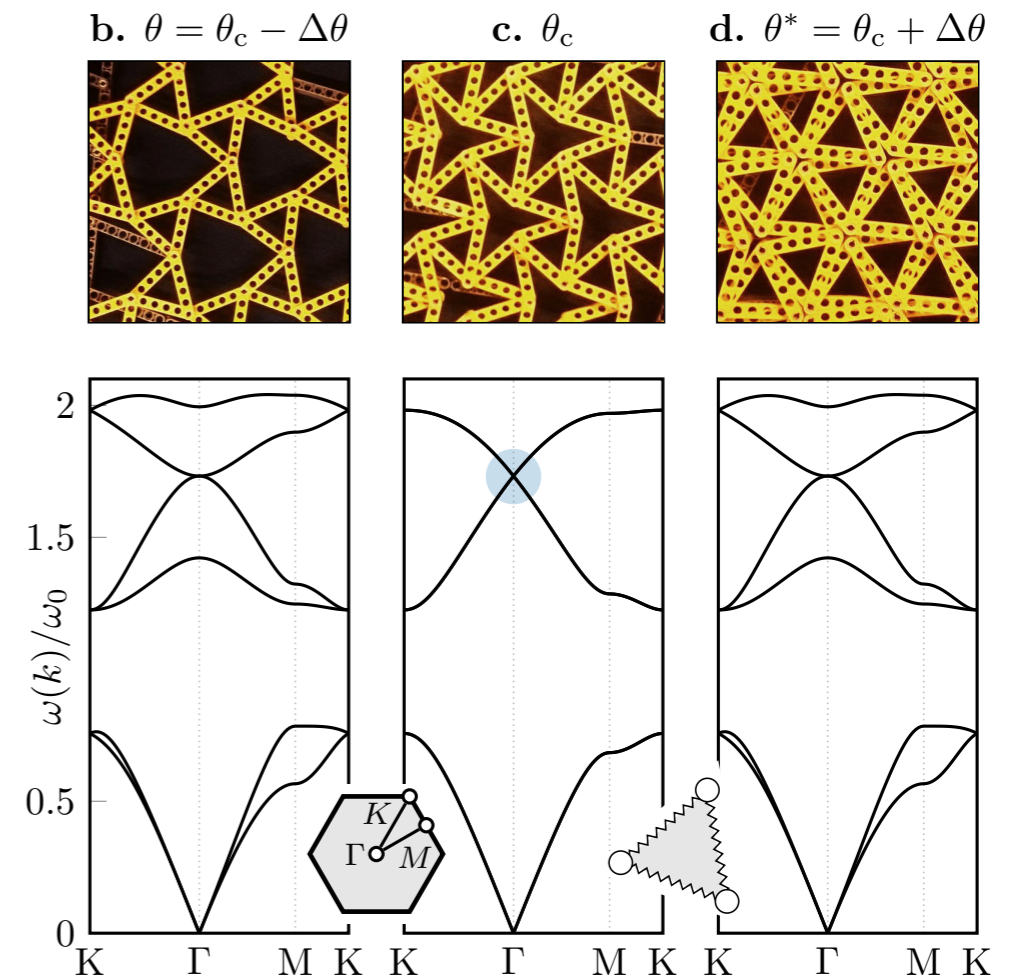 b. θ = θc − Δθ
c. θc
d. θ* = θc + Δθ
2
1.5
ω(k)/ω0
0.5
0
K
Γ
M
K Γ M K
K Γ M K
K Γ M K